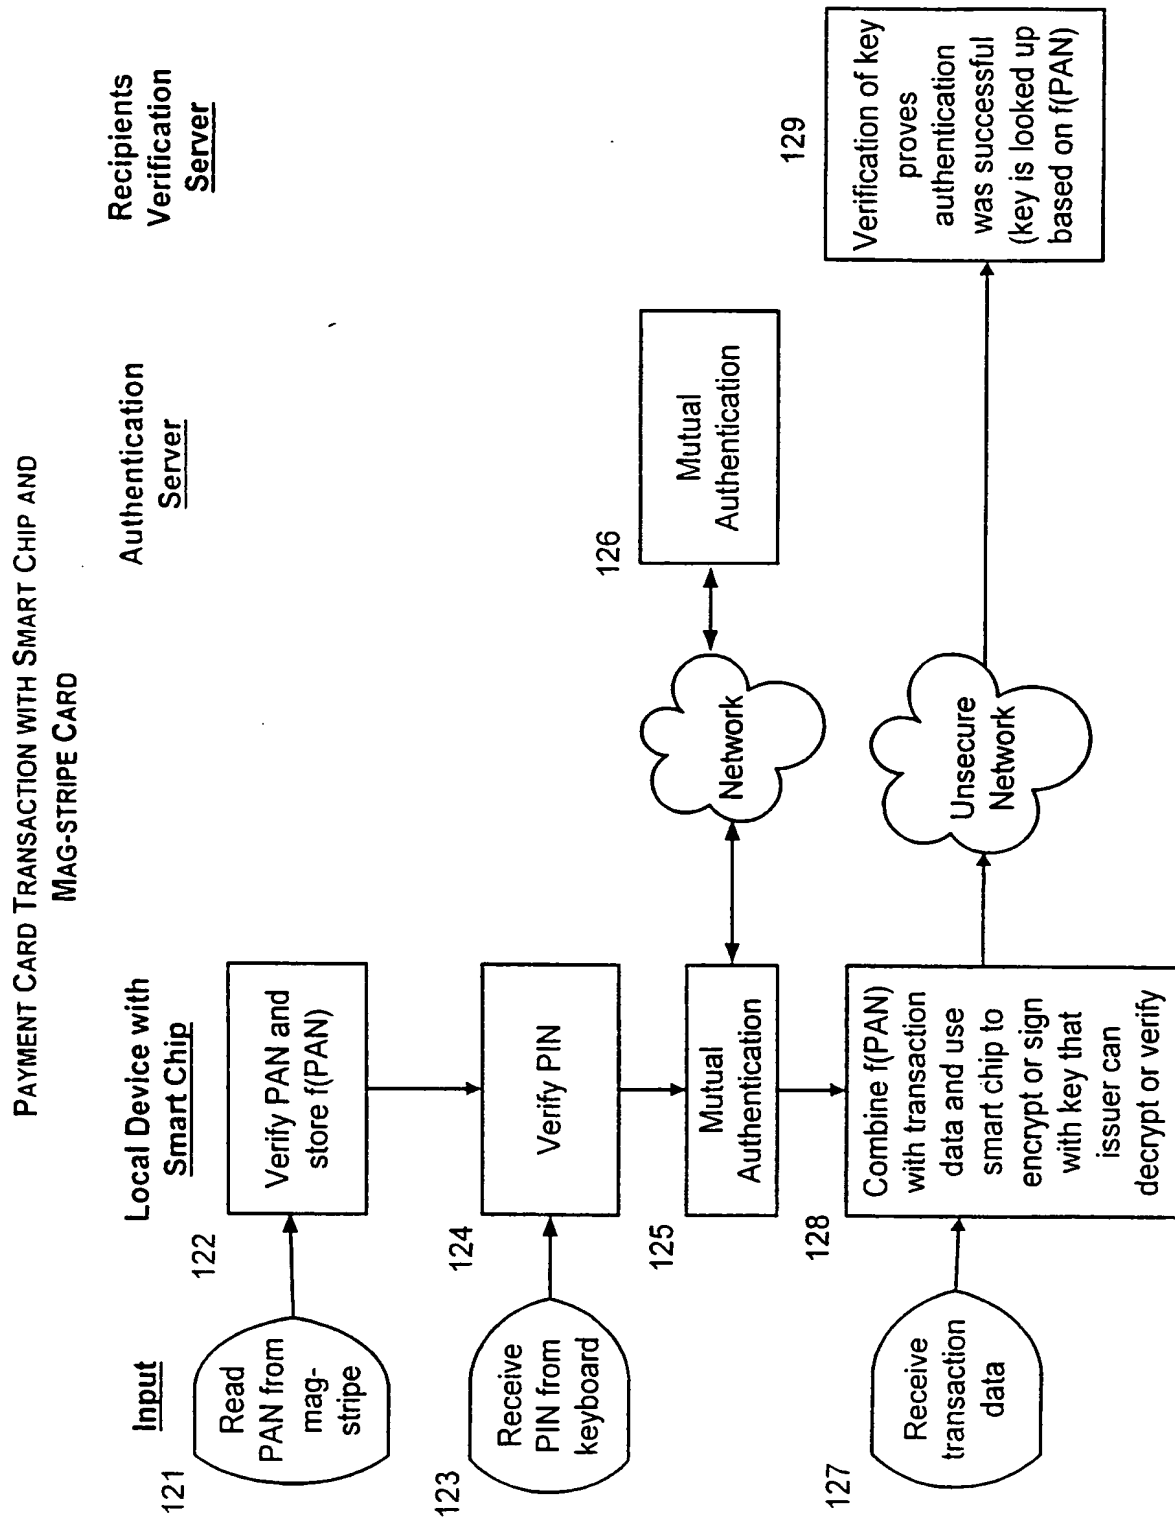 PAYMENT CARD TRANSACTION WITH SMART CHIP AND
MAG-STRIPE CARD
Input
Local Device with
Smart Chip
Authentication
Server
Recipients
Verification
Server
121
Read
PAN from
mag-
stripe
122
Verify PAN and
store f(PAN)
123
Receive
PIN from
keyboard
124
Verify PIN
125
Mutual
Authentication
Network
126
Mutual
Authentication
127
Receive
transaction
data
128
Combine f(PAN)
with transaction
data and use
smart chip to
encrypt or sign
with key that
issuer can
decrypt or verify
Unsecure
Network
129
Verification of key
proves
authentication
was successful
(key is looked up
based on f(PAN)